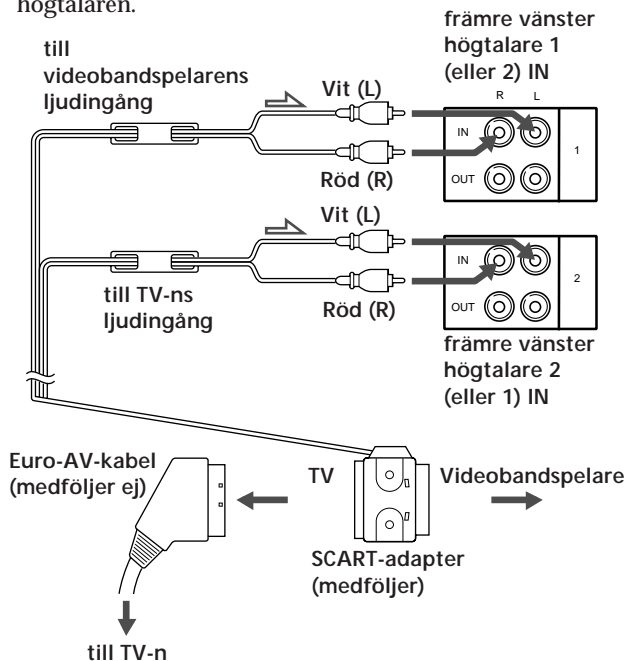 högtalaren.
till
videobandspelarens
ljudingång
främre vänster
högtalare 1
(eller 2) IN
Vit (L)
R L
IN
1
OUT
Röd (R)
Vit (L)
IN
2
OUT
till TV-ns
ljudingång
Röd (R)
främre vänster
högtalare 2
(eller 1) IN
Euro-AV-kabel
(medföljer ej)
TV
Videobandspelare
SCART-adapter
(medföljer)
till TV-n